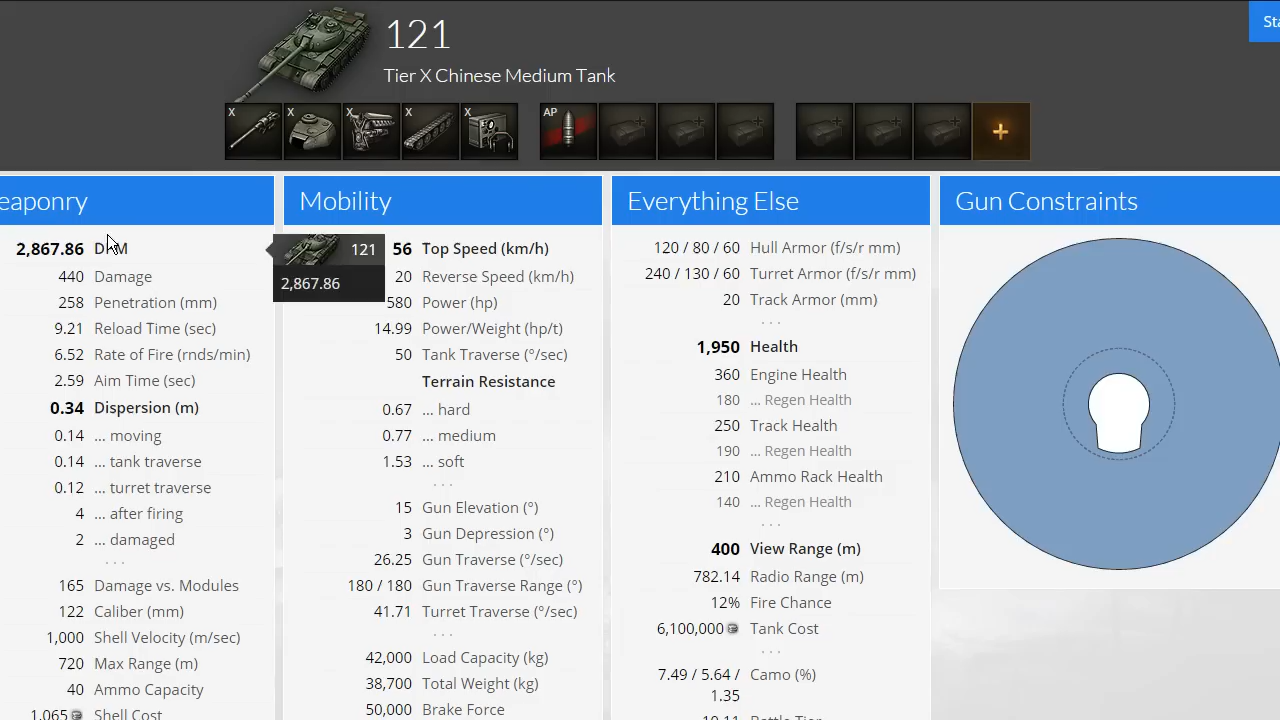 121
Sta
Tier X Chinese Medium Tank
X X X X X AP
eaponry
2,867.86 DPM
440 Damage
258 Penetration (mm)
9.21 Reload Time (sec)
6.52 Rate of Fire (rnds/min)
2.59 Aim Time (sec)
0.34 Dispersion (m)
0.14 ... moving
0.14 ... tank traverse
0.12 ... turret traverse
4 ... after firing
2 ... damaged
...
165 Damage vs. Modules
122 Caliber (mm)
1,000 Shell Velocity (m/sec)
720 Max Range (m)
40 Ammo Capacity
1,065 Shell Cost
121
2,867.86
Mobility
56 Top Speed (km/h)
20 Reverse Speed (km/h)
580 Power (hp)
14.99 Power/Weight (hp/t)
50 Tank Traverse (°/sec)
Terrain Resistance
0.67 ... hard
0.77 ... medium
1.53 ... soft
...
15 Gun Elevation (°)
3 Gun Depression (°)
26.25 Gun Traverse (°/sec)
180 / 180 Gun Traverse Range (°)
41.71 Turret Traverse (°/sec)
...
42,000 Load Capacity (kg)
38,700 Total Weight (kg)
50,000 Brake Force
Everything Else
120 / 80 / 60 Hull Armor (f/s/r mm)
240 / 130 / 60 Turret Armor (f/s/r mm)
20 Track Armor (mm)
...
1,950 Health
360 Engine Health
180 ... Regen Health
250 Track Health
190 ... Regen Health
210 Ammo Rack Health
140 ... Regen Health
...
400 View Range (m)
782.14 Radio Range (m)
12% Fire Chance
6,100,000 Tank Cost
...
7.49 / 5.64 / Camo (%)
1.35
10,11 Battle Tier
Gun Constraints